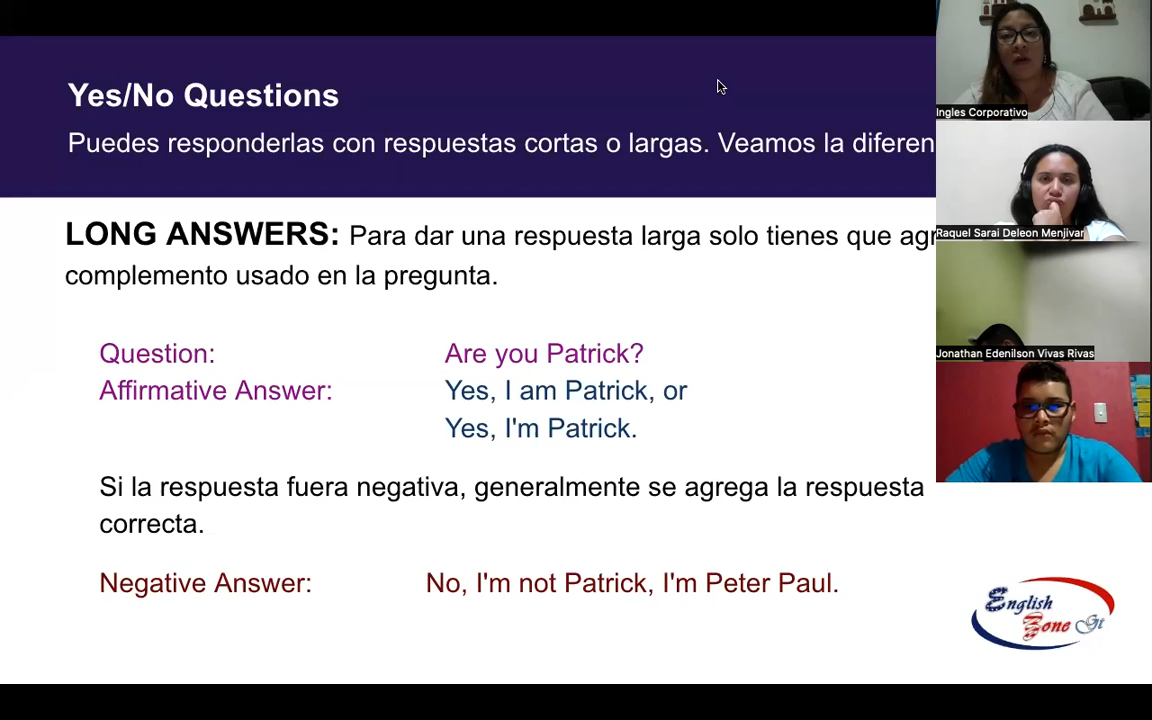 Yes/No Questions
Puedes responderlas con respuestas cortas o largas. Veamos la diferen
LONG ANSWERS: Para dar una respuesta larga solo tienes que agr
complemento usado en la pregunta.
Question: Are you Patrick?
Affirmative Answer: Yes, I am Patrick, or
Yes, I'm Patrick.
Si la respuesta fuera negativa, generalmente se agrega la respuesta
correcta.
Negative Answer: No, I'm not Patrick, I'm Peter Paul.
Ingles Corporativo
Raquel Sarai Deleon Menjivar
Jonathan Edenilson Vivas Rivas
English
Zone Gt